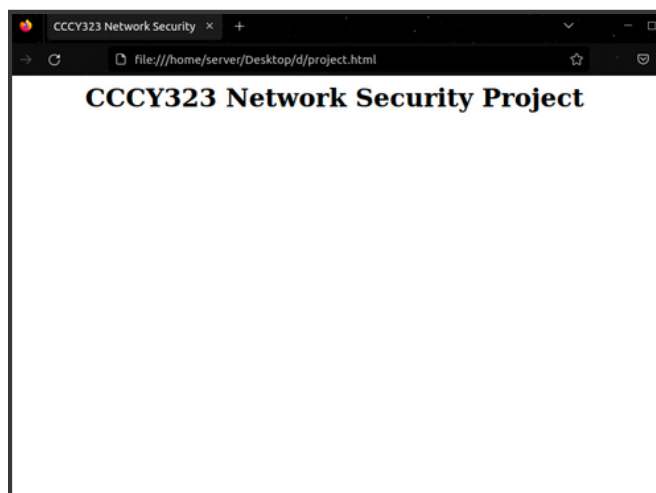 CCCY323 Network Security
file:///home/server/Desktop/d/project.html
CCCY323 Network Security Project